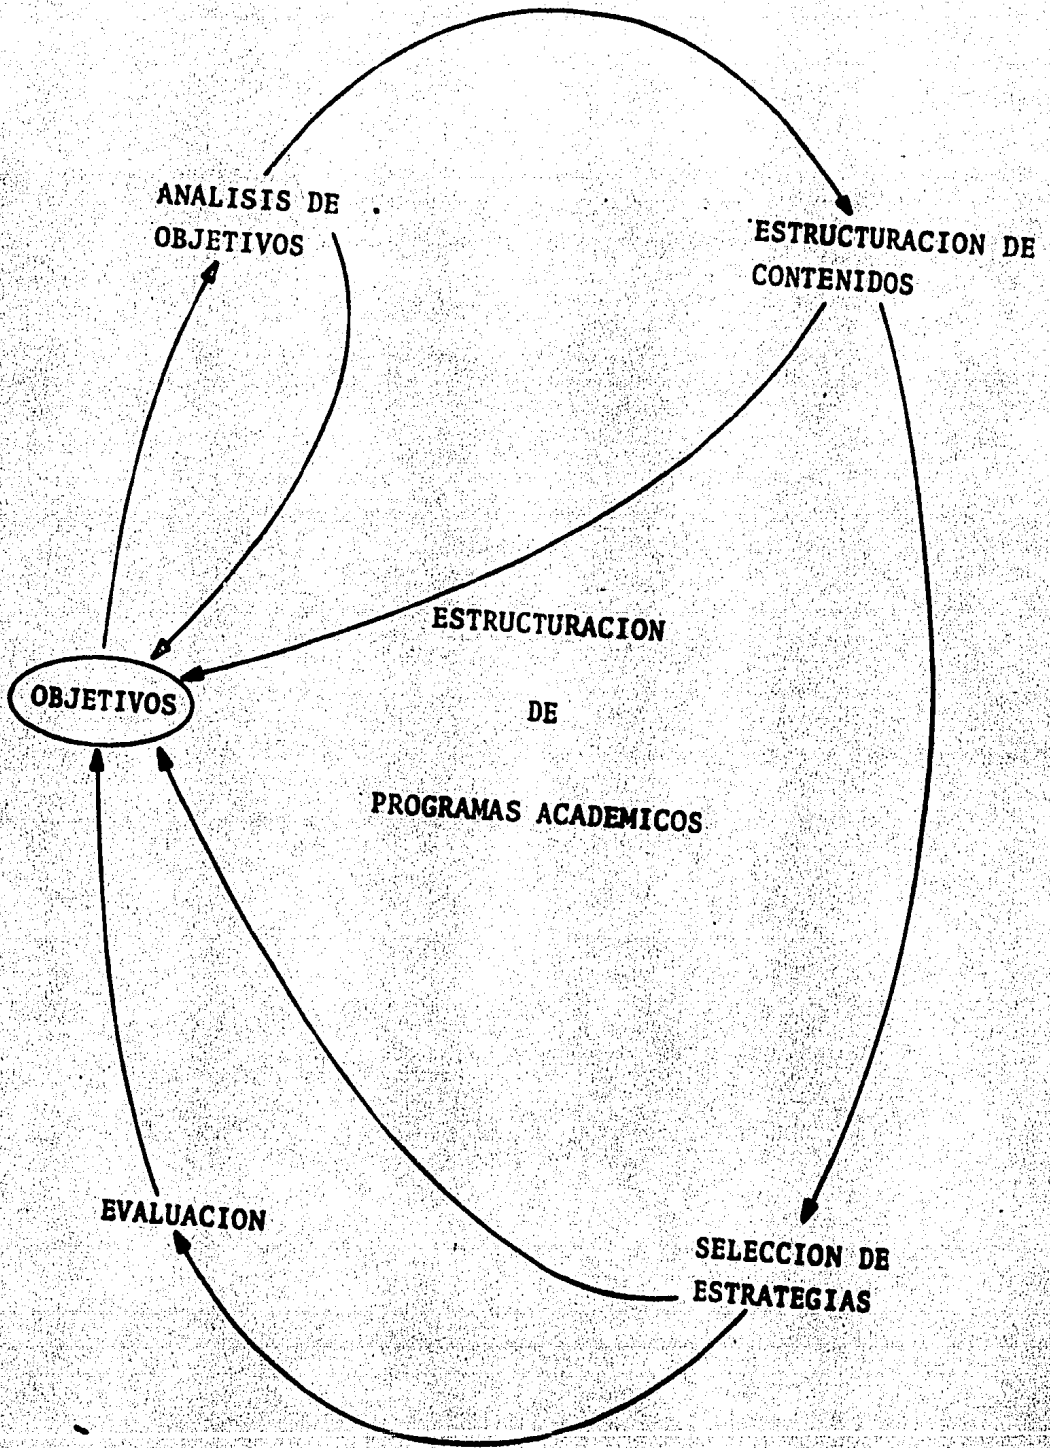 ANALISIS DE
OBJETIVOS
ESTRUCTURACION DE
CONTENIDOS
ESTRUCTURACION
DE
PROGRAMAS ACADEMICOS
OBJETIVOS
EVALUACION
SELECCION DE
ESTRATEGIAS